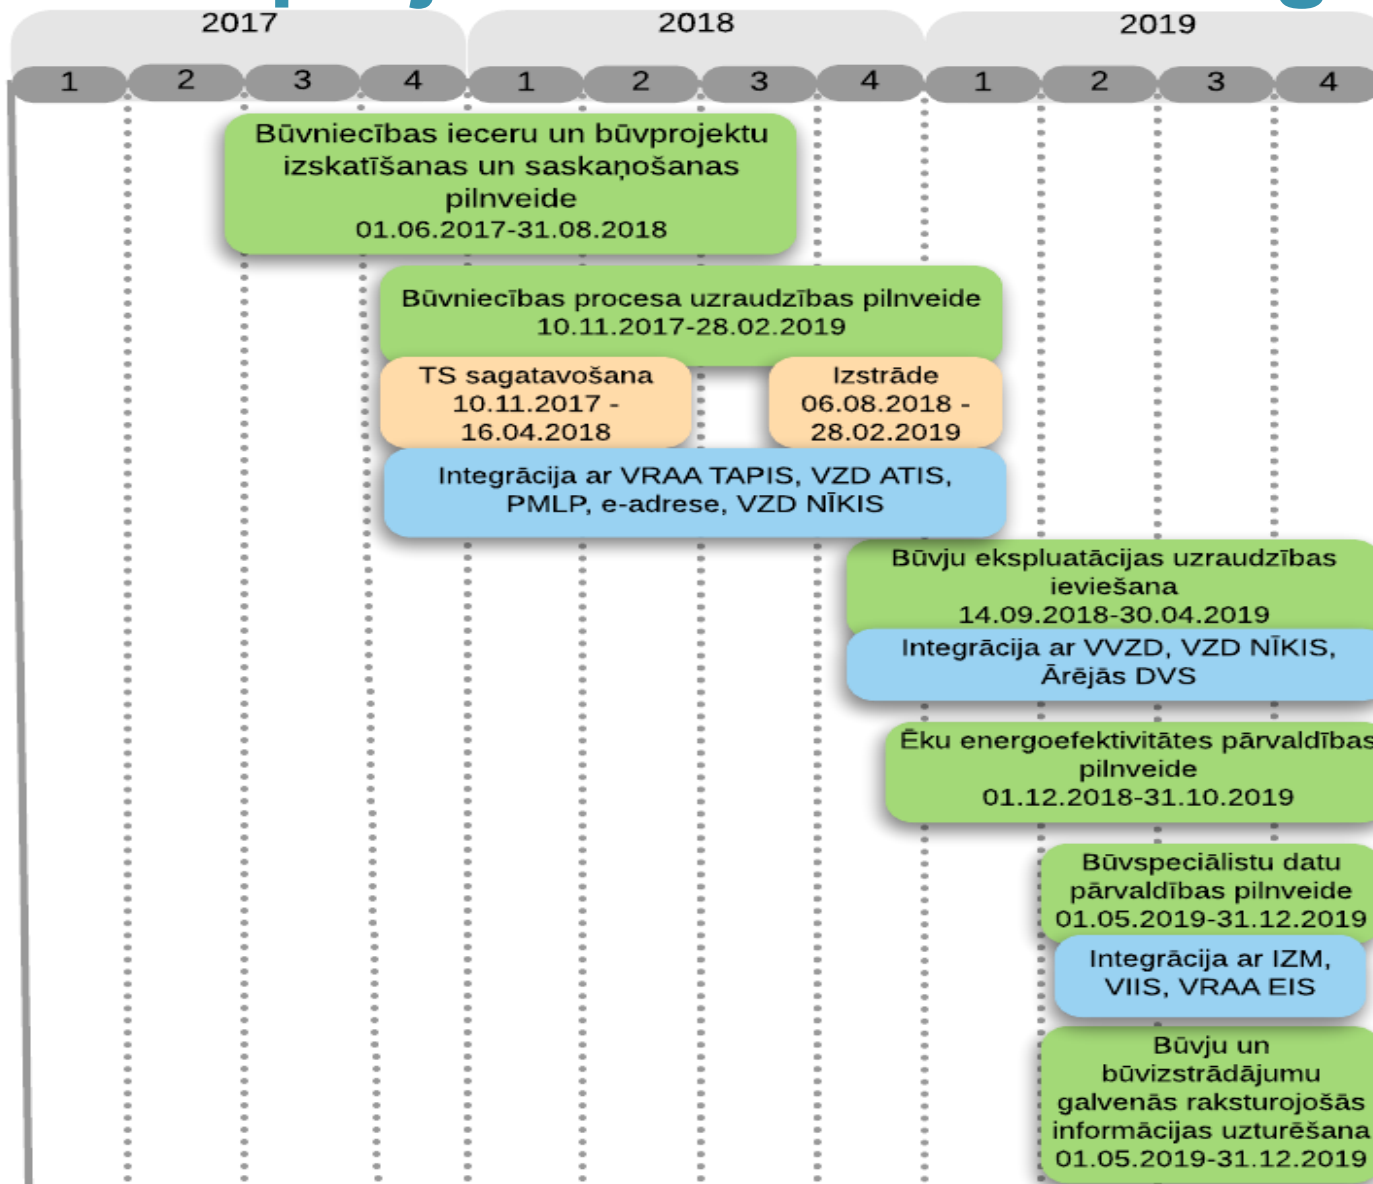 2017 2018 2019
1 2 3 4 1 2 3 4 1 2 3 4
Būvniecības ieceru un būvprojektu
izskatīšanas un saskaņošanas
pilnveide
01.06.2017-31.08.2018
Būvniecības procesa uzraudzības pilnveide
10.11.2017-28.02.2019
TS sagatavošana
10.11.2017 -
16.04.2018
Izstrāde
06.08.2018 -
28.02.2019
Integrācija ar VRAA TAPIS, VZD ATIS,
PMLP, e-adrese, VZD NĪKIS
Būvju ekspluatācijas uzraudzības
ieviešana
14.09.2018-30.04.2019
Integrācija ar VVZD, VZD NĪKIS,
Ārējās DVS
Ēku energoefektivitātes pārvaldības
pilnveide
01.12.2018-31.10.2019
Būvspeciālistu datu
pārvaldības pilnveide
01.05.2019-31.12.2019
Integrācija ar IZM,
VIIS, VRAA EIS
Būvju un
būvizstrādājumu
galvenās raksturojošās
informācijas uzturēšana
01.05.2019-31.12.2019